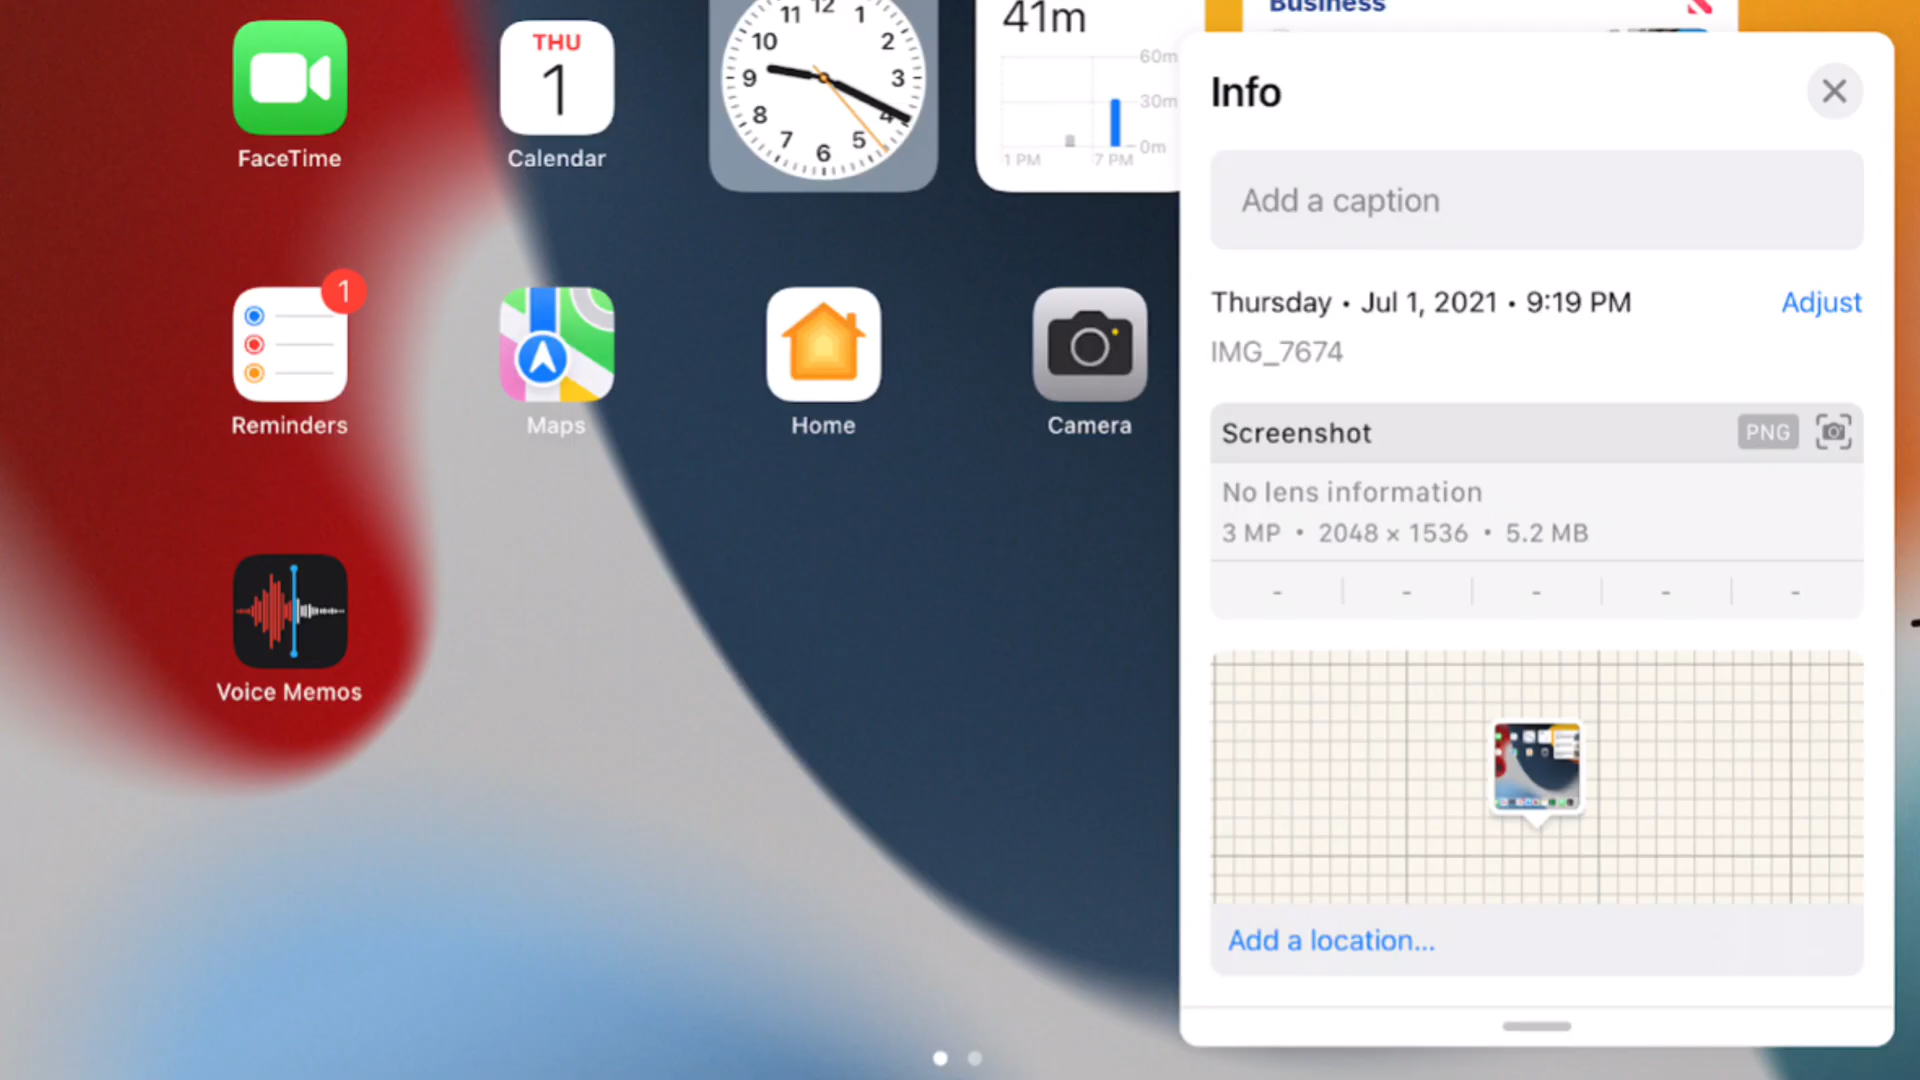 FaceTime
THU
1
Calendar
12
11
1
10
2
9
3
8
4
7
5
6
41m
60m
30m
0m
1 PM
7 PM
Business
Info
Add a caption
Thursday • Jul 1, 2021 • 9:19 PM
Adjust
IMG_7674
Screenshot
PNG
No lens information
3 MP • 2048 × 1536 • 5.2 MB
- - - - -
Add a location...
1
Reminders
Maps
Home
Camera
Voice Memos